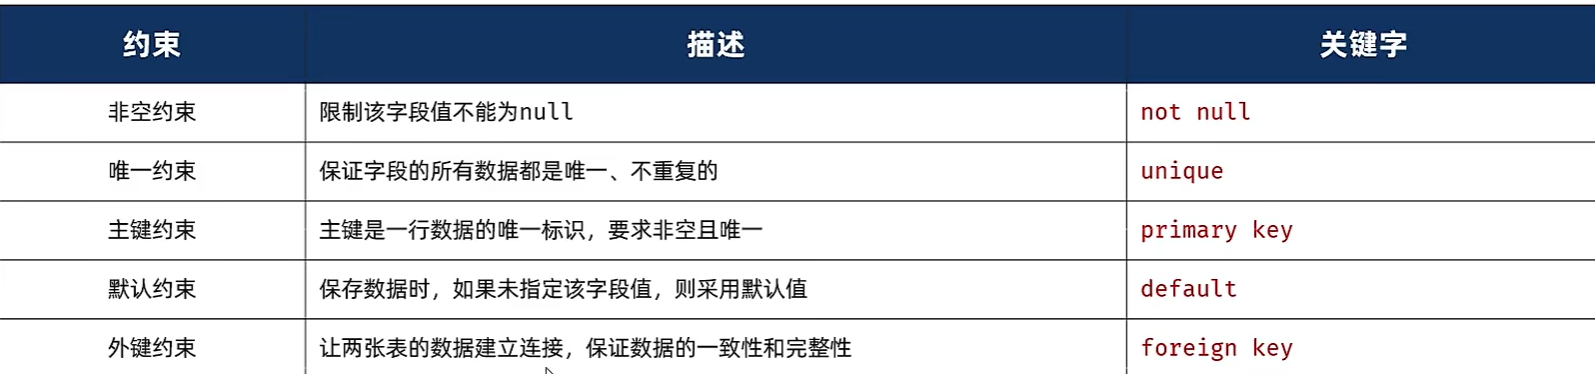 约束 描述 关键字
非空约束 限制该字段值不能为null not null
唯一约束 保证字段的所有数据都是唯一、不重复的 unique
主键约束 主键是一行数据的唯一标识，要求非空且唯一 primary key
默认约束 保存数据时，如果未指定该字段值，则采用默认值 default
外键约束 让两张表的数据建立连接，保证数据的一致性和完整性 foreign key